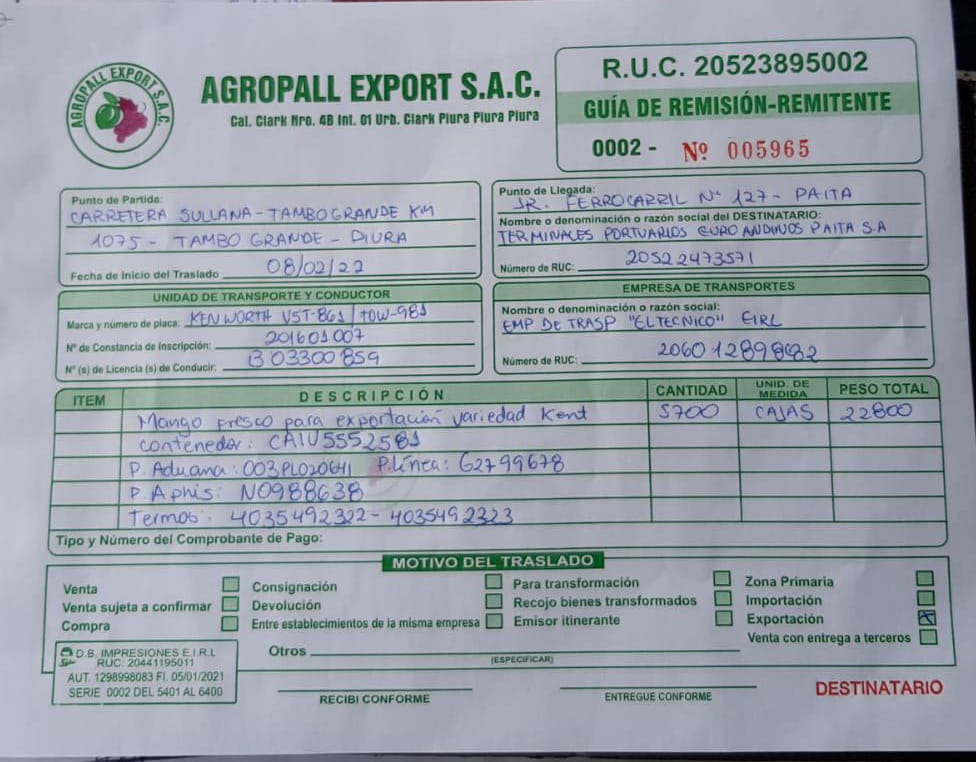 AGROPALL EXPORT S.A.C.
AGROPALL EXPORT S.A.C.
Cal. Clark Nro. 4B Int. 01 Urb. Clark Piura Piura Piura
R.U.C. 20523895002
GUÍA DE REMISIÓN-REMITENTE
0002 - Nº 005965
Punto de Partida:
CARRETERA SULLANA - TAMBOGRANDE KM
1075 - TAMBO GRANDE - PIURA
Fecha de Inicio del Traslado 08/02/22
Punto de Llegada:
JR. FERROCARRIL Nº 127 - PAITA
Nombre o denominación o razón social del DESTINATARIO:
TERMINALES PORTUARIOS EURO ANDINOS PAITA S.A
Número de RUC: 20522473571
UNIDAD DE TRANSPORTE Y CONDUCTOR
Marca y número de placa: KENWORTH V5T-861 / TOW-981
Nº de Constancia de Inscripción: 201601007
Nº (s) de Licencia (s) de Conducir: B03300859
EMPRESA DE TRANSPORTES
Nombre o denominación o razón social:
EMP DE TRASP "EL TECNICO" EIRL
Número de RUC:
ITEM DESCRIPCIÓN CANTIDAD UNID. DE MEDIDA PESO TOTAL
Mango fresco para exportación variedad Kent 5700 CAJAS 22800
contenedor: CAIU5552581
P. Aduana: 003PL020641 P.línea: 62799678
P. Aphis: N0988638
Termos: 4035492322 - 4035492323
Tipo y Número del Comprobante de Pago:
MOTIVO DEL TRASLADO
Venta
Venta sujeta a confirmar
Compra
Consignación
Devolución
Entre establecimientos de la misma empresa
Para transformación
Recojo bienes transformados
Emisor itinerante
Zona Primaria
Importación
Exportación X
Venta con entrega a terceros
Otros
(ESPECIFICAR)
D.B. IMPRESIONES E.I.R.L
RUC: 20441195011
AUT. 1298998083 FI. 05/01/2021
SERIE 0002 DEL 5401 AL 6400
RECIBI CONFORME
ENTREGUE CONFORME
DESTINATARIO